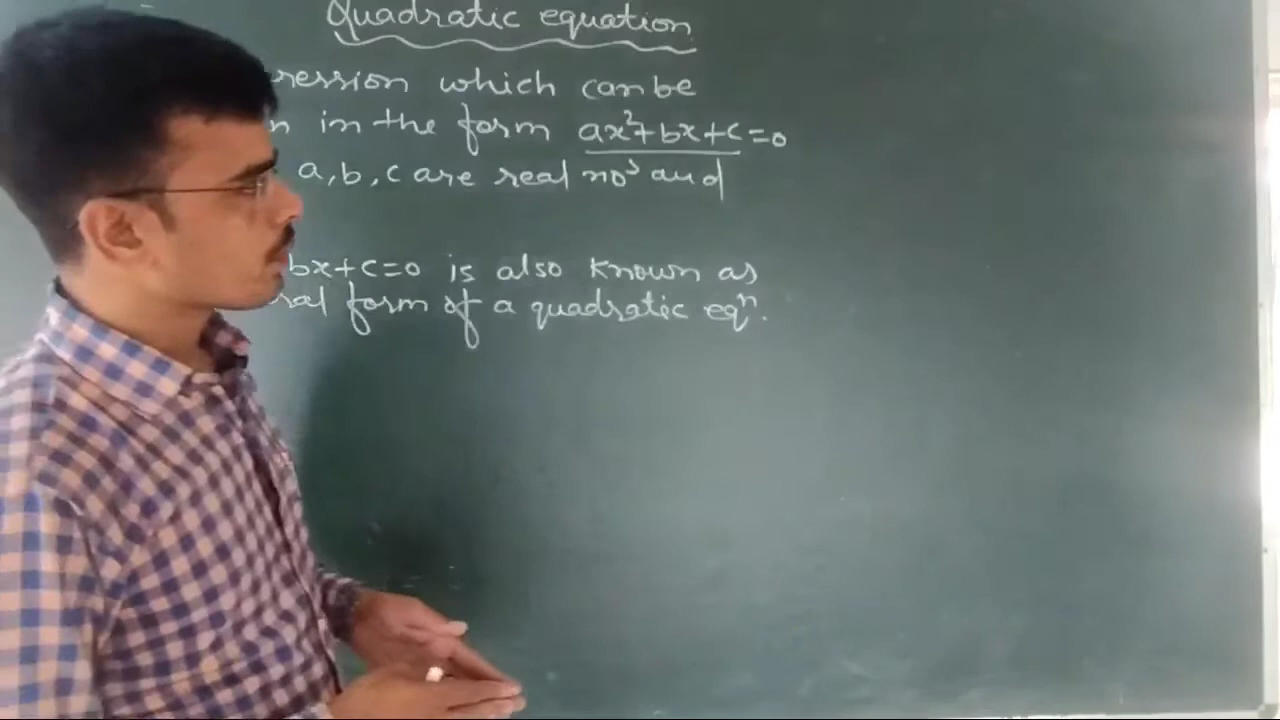 Quadratic equation
ression which can be
n in the form ax²+bx+c=0
a,b,c are real noˢ and
bx+c=0 is also known as
ral form of a quadratic eqⁿ.